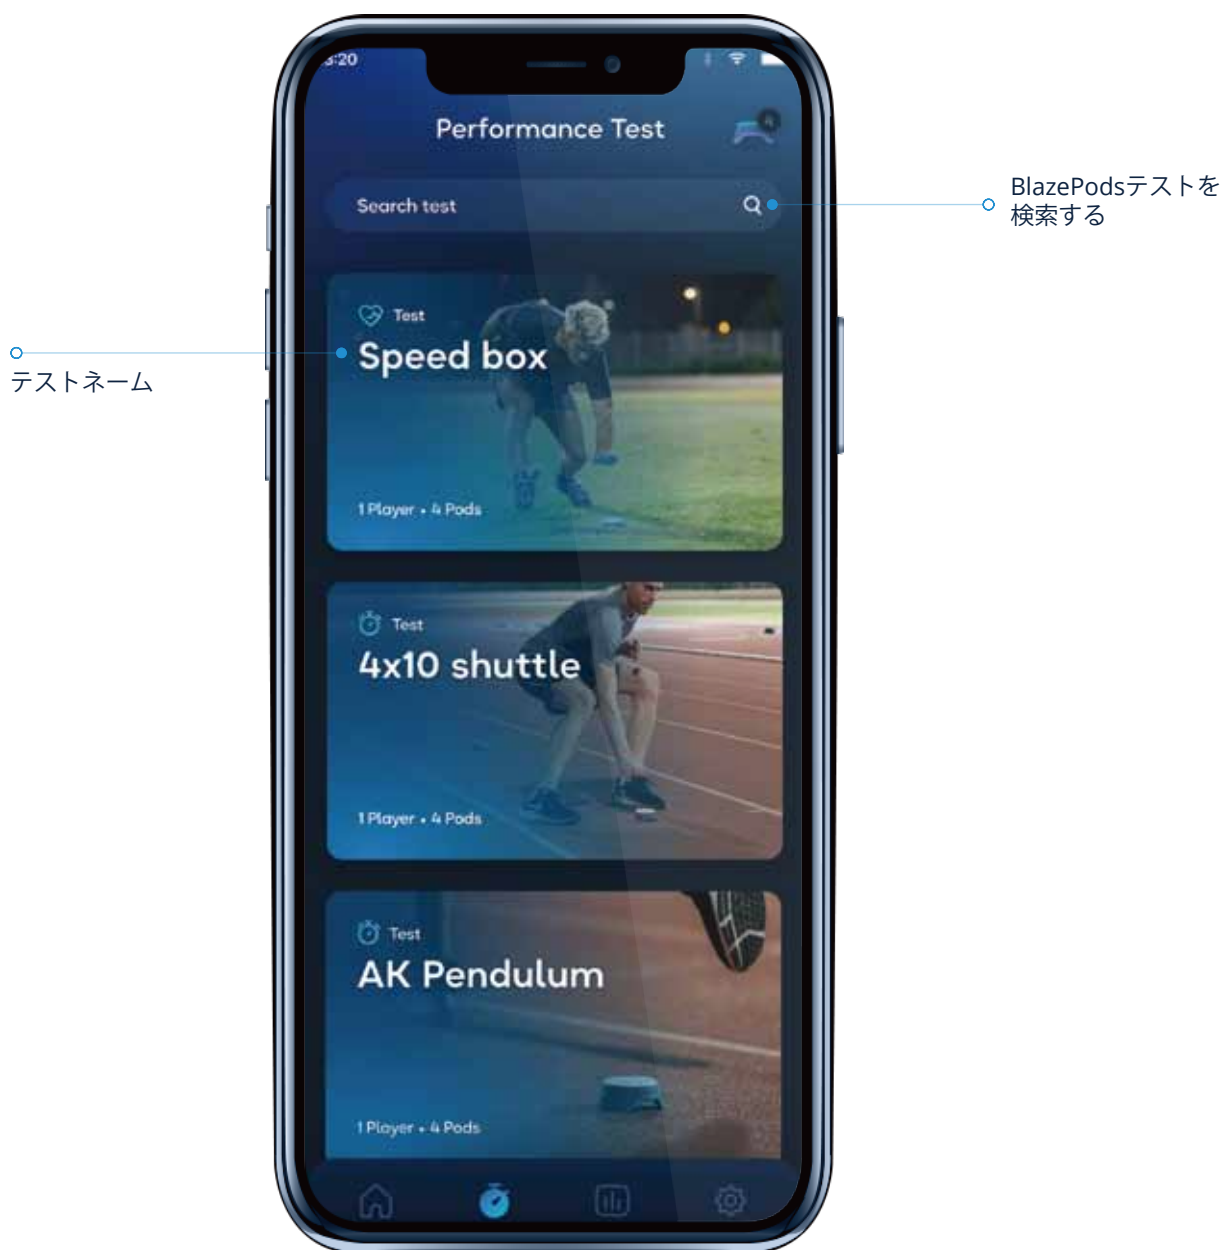 3:20
Performance Test
4
Search test
BlazePodsテストを
検索する
Test
Speed box
テストネーム
1 Player • 4 Pods
Test
4x10 shuttle
1 Player • 4 Pods
Test
AK Pendulum
1 Player • 4 Pods